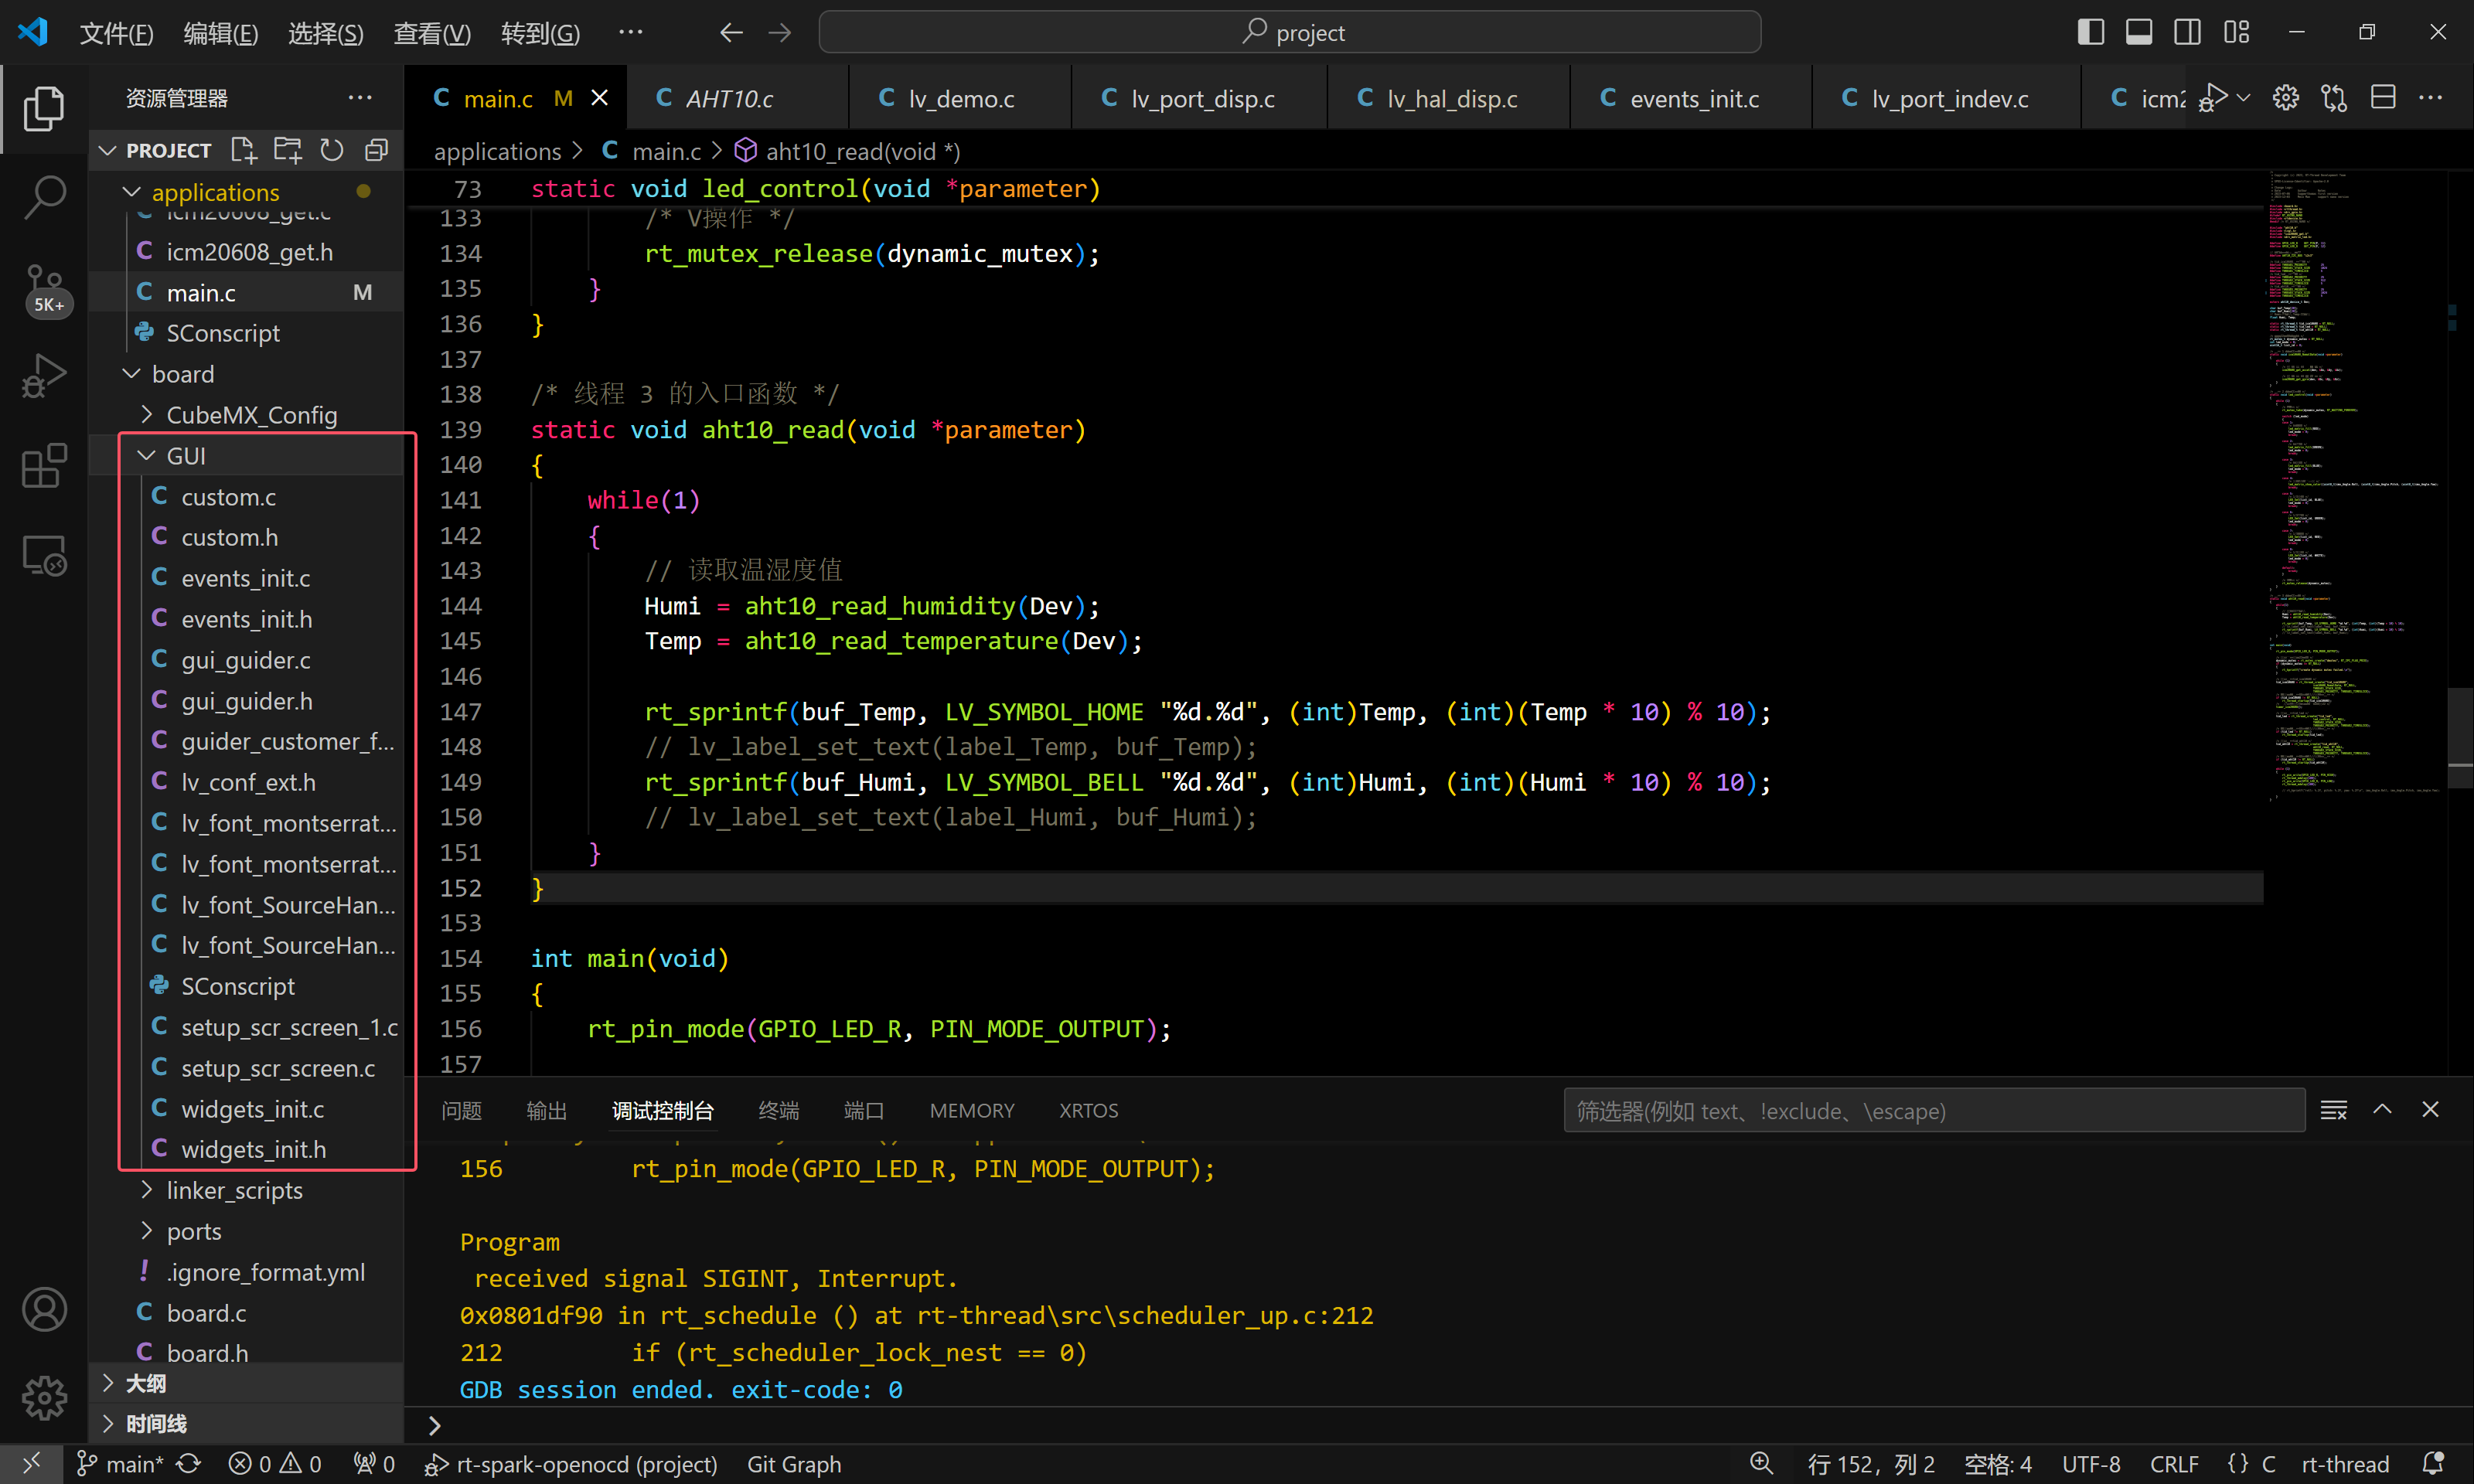 文件(F) 编辑(E) 选择(S) 查看(V) 转到(G) ··· project
资源管理器 ···
main.c M
AHT10.c
lv_demo.c
lv_port_disp.c
lv_hal_disp.c
events_init.c
lv_port_indev.c
PROJECT
applications > C main.c > aht10_read(void *)
applications
icm20608_get.c
icm20608_get.h
main.c M
SConscript
board
CubeMX_Config
GUI
custom.c
custom.h
events_init.c
events_init.h
gui_guider.c
gui_guider.h
guider_customer_f...
lv_conf_ext.h
lv_font_montserrat...
lv_font_montserrat...
lv_font_SourceHan...
lv_font_SourceHan...
SConscript
setup_scr_screen_1.c
setup_scr_screen.c
widgets_init.c
widgets_init.h
linker_scripts
ports
.ignore_format.yml
board.c
board.h
大纲
时间线
5K+
73 static void led_control(void *parameter)
133 /* V操作 */
134 rt_mutex_release(dynamic_mutex);
135 }
136 }
137
138 /* 线程 3 的入口函数 */
139 static void aht10_read(void *parameter)
140 {
141 while(1)
142 {
143 // 读取温湿度值
144 Humi = aht10_read_humidity(Dev);
145 Temp = aht10_read_temperature(Dev);
146
147 rt_sprintf(buf_Temp, LV_SYMBOL_HOME "%d.%d", (int)Temp, (int)(Temp * 10) % 10);
148 // lv_label_set_text(label_Temp, buf_Temp);
149 rt_sprintf(buf_Humi, LV_SYMBOL_BELL "%d.%d", (int)Humi, (int)(Humi * 10) % 10);
150 // lv_label_set_text(label_Humi, buf_Humi);
151 }
152 }
153
154 int main(void)
155 {
156 rt_pin_mode(GPIO_LED_R, PIN_MODE_OUTPUT);
157
问题 输出 调试控制台 终端 端口 MEMORY XRTOS
筛选器(例如 text、!exclude、\escape)
156 rt_pin_mode(GPIO_LED_R, PIN_MODE_OUTPUT);
Program
received signal SIGINT, Interrupt.
0x0801df90 in rt_schedule () at rt-thread\src\scheduler_up.c:212
212 if (rt_scheduler_lock_nest == 0)
GDB session ended. exit-code: 0
main* 0 0 0 rt-spark-openocd (project) Git Graph 行 152，列 2 空格: 4 UTF-8 CRLF {} C rt-thread